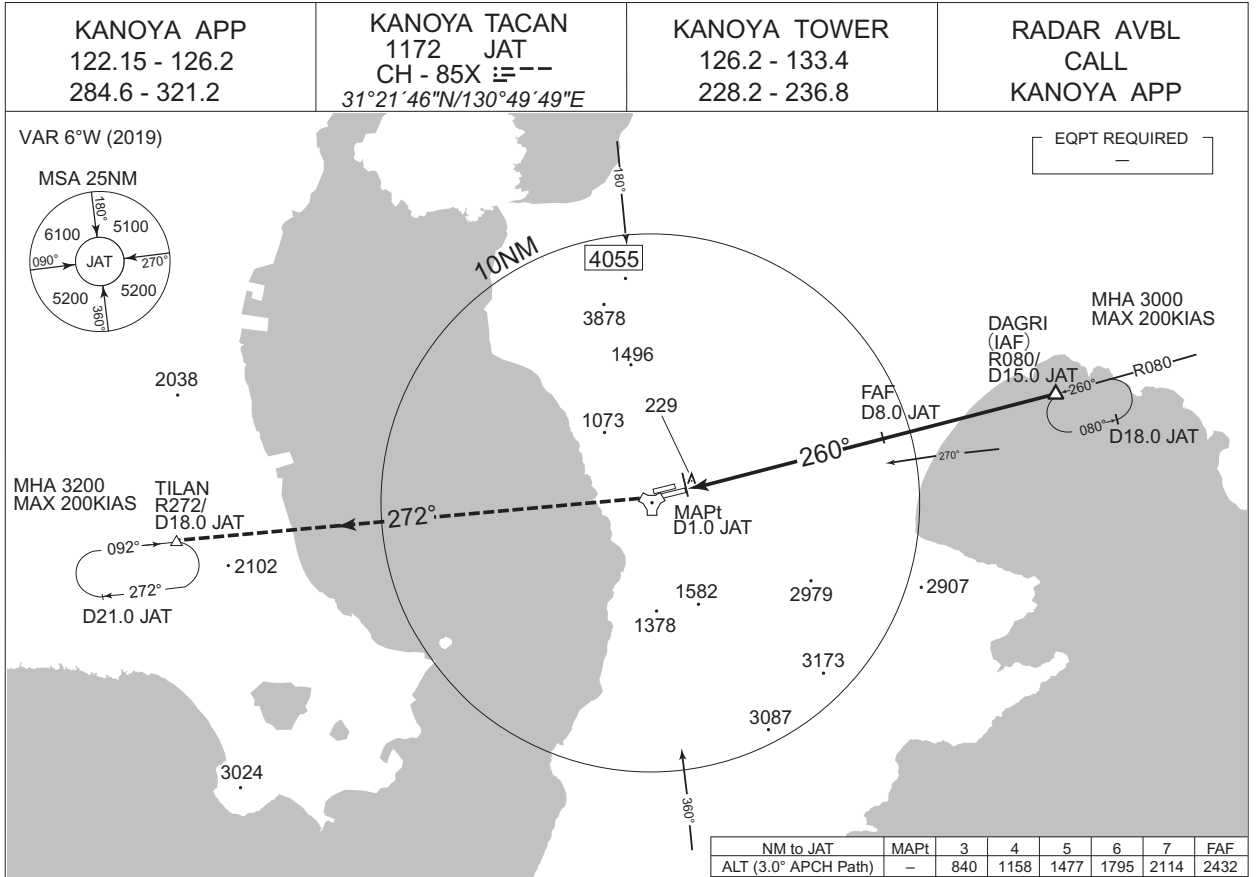 KANOYA APP
122.15 - 126.2
284.6 - 321.2
KANOYA TACAN
1172 JAT
CH - 85X
31°21´46"N/130°49´49"E
KANOYA TOWER
126.2 - 133.4
228.2 - 236.8
RADAR AVBL
CALL
KANOYA APP
VAR 6°W (2019)
EQPT REQUIRED
–
MSA 25NM
180°
6100
5100
090°
JAT
270°
5200
5200
360°
180°
10NM
4055
3878
1496
2038
1073
229
MHA 3000
MAX 200KIAS
DAGRI
(IAF)
R080/
D15.0 JAT
R080
260°
080°
D18.0 JAT
FAF
D8.0 JAT
260°
270°
MHA 3200
MAX 200KIAS
TILAN
R272/
D18.0 JAT
272°
A
MAPt
D1.0 JAT
092°
272°
D21.0 JAT
2102
1582
1378
2979
2907
3173
3087
3024
360°
NM to JAT MAPt 3 4 5 6 7 FAF
ALT (3.0° APCH Path) – 840 1158 1477 1795 2114 2432